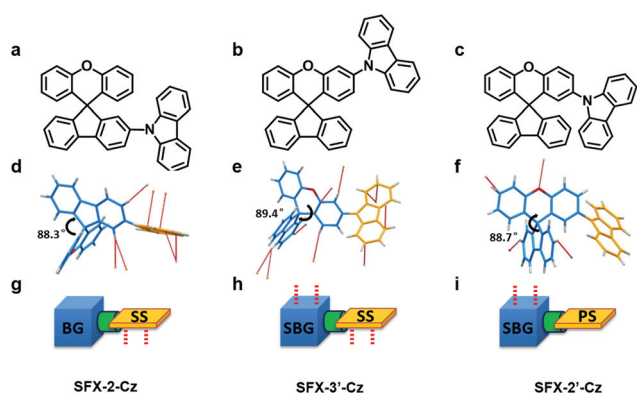 a
b
c
O
N
O
N
O
N
d
e
f
88.3°
89.4°
88.7°
g
h
i
BG
SS
SBG
SS
SBG
PS
SFX-2-Cz
SFX-3'-Cz
SFX-2'-Cz